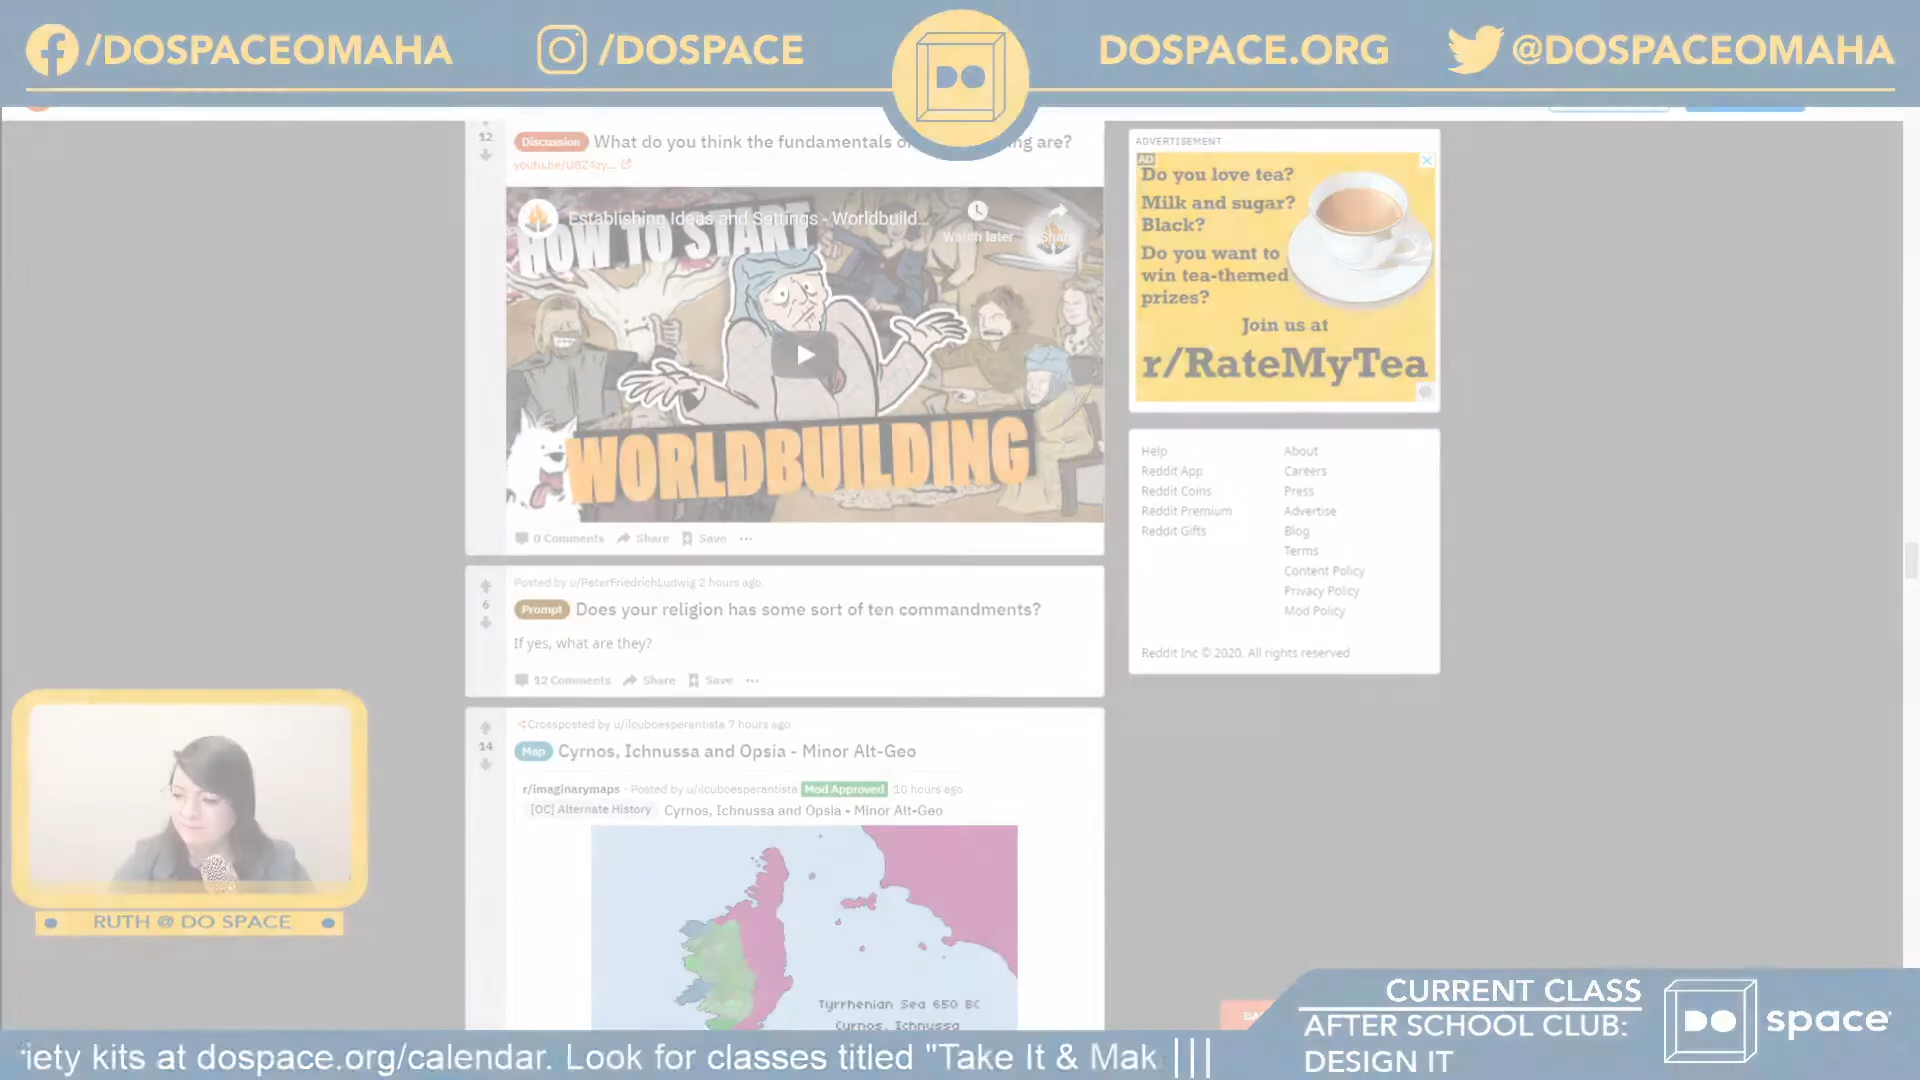 /DOSPACEOMAHA
/DOSPACE
DO
DOSPACE.ORG
@DOSPACEOMAHA
12
Discussion What do you think the fundamentals ng are?
youtu.be/UBZ4zy...
Establishing Ideas and Settings - Worldbuild...
Watch later
Share
HOW TO START
WORLDBUILDING
0 Comments Share Save ...
Posted by u/PeterFriedrichLudwig 2 hours ago
6
Prompt Does your religion has some sort of ten commandments?
If yes, what are they?
12 Comments Share Save ...
Crossposted by u/ilcuboesperantista 7 hours ago
14
Map Cyrnos, Ichnussa and Opsia - Minor Alt-Geo
r/imaginarymaps · Posted by u/ilcuboesperantista Mod Approved 10 hours ago
[OC] Alternate History Cyrnos, Ichnussa and Opsia - Minor Alt-Geo
Tyrrhenian Sea 650 BC
Cyrnos, Ichnussa
ADVERTISEMENT
AD
Do you love tea?
Milk and sugar?
Black?
Do you want to
win tea-themed
prizes?
Join us at
r/RateMyTea
Help About
Reddit App Careers
Reddit Coins Press
Reddit Premium Advertise
Reddit Gifts Blog
Terms
Content Policy
Privacy Policy
Mod Policy
Reddit Inc © 2020. All rights reserved
RUTH @ DO SPACE
CURRENT CLASS
AFTER SCHOOL CLUB:
DESIGN IT
DO space
iety kits at dospace.org/calendar. Look for classes titled "Take It & Mak |||